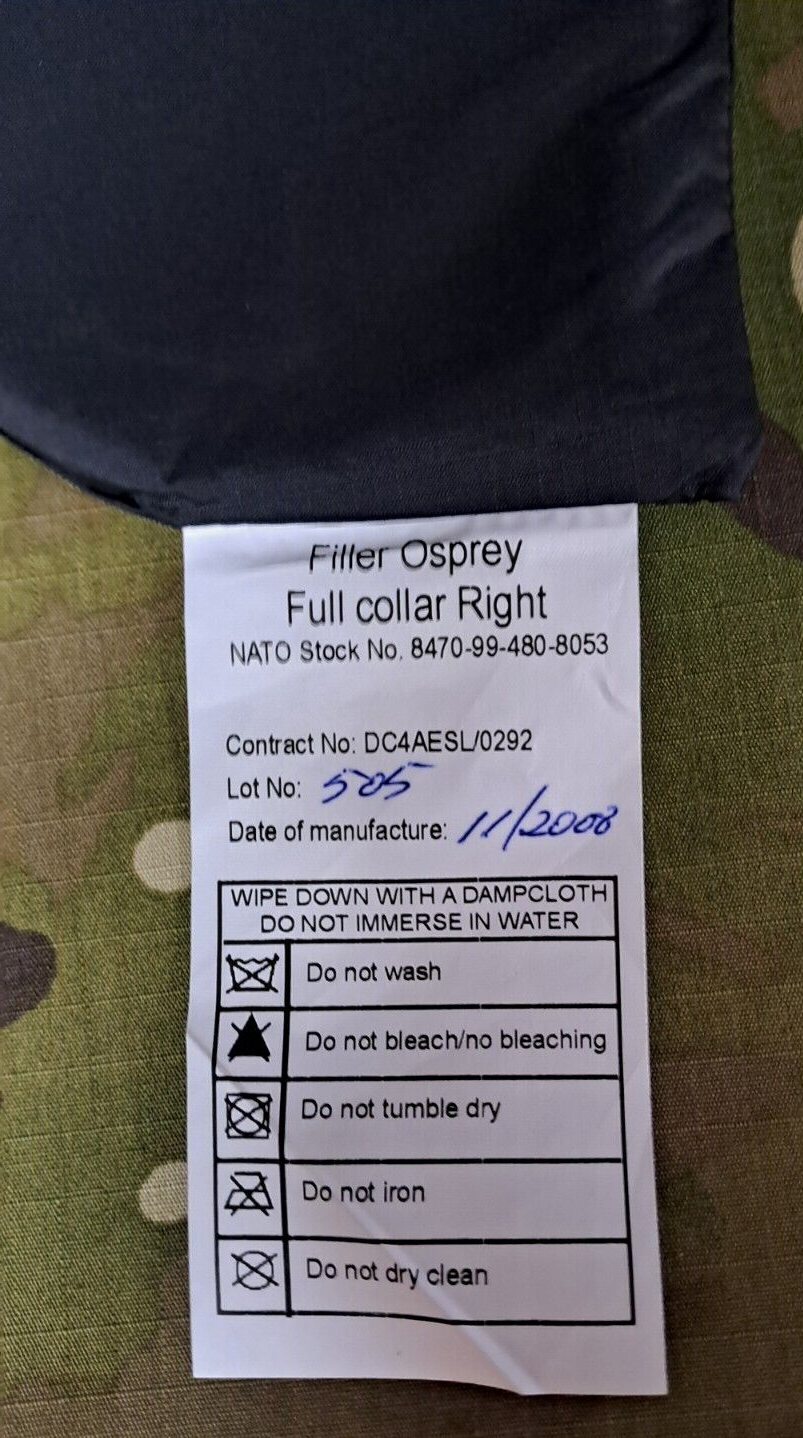 Filler Osprey
Full collar Right
NATO Stock No. 8470-99-480-8053
Contract No: DC4AESL/0292
Lot No: 505
Date of manufacture: 11/2008
WIPE DOWN WITH A DAMPCLOTH
DO NOT IMMERSE IN WATER
Do not wash
Do not bleach/no bleaching
Do not tumble dry
Do not iron
Do not dry clean